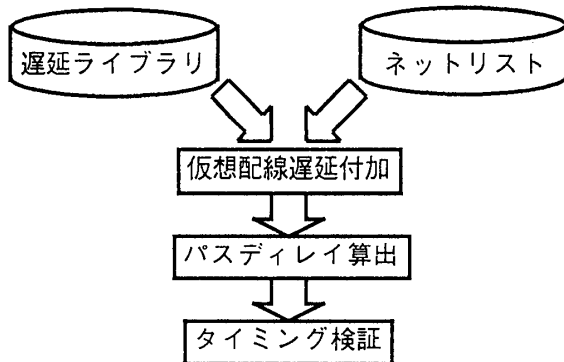 遅延ライブラリ
ネットリスト
仮想配線遅延付加
パスディレイ算出
タイミング検証